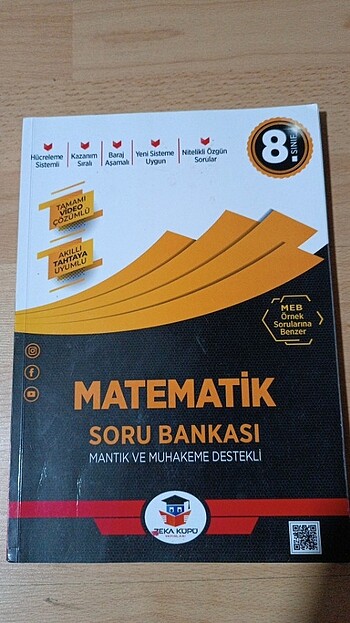 Hücreleme
Sistemli
Kazanım
Sıralı
Baraj
Aşamalı
Yeni Sisteme
Uygun
Nitelikli Özgün
Sorular
8
.SINIF
TAMAMI
VİDEO
ÇÖZÜMLÜ
AKILLI
TAHTAYA
UYUMLU
MEB
Örnek
Sorularına
Benzer
MATEMATİK
SORU BANKASI
MANTIK VE MUHAKEME DESTEKLİ
ZEKA KÜPÜ
YAYINLARI